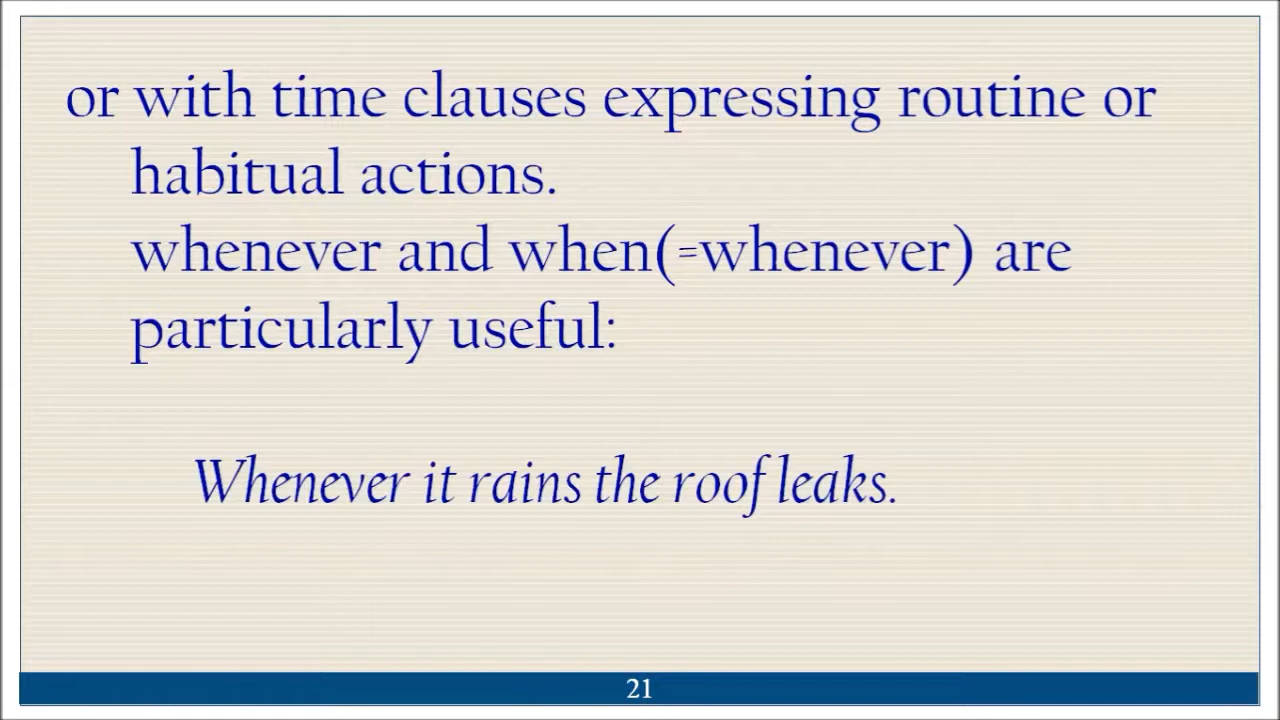 or with time clauses expressing routine or
habitual actions.
whenever and when(=whenever) are
particularly useful:
Whenever it rains the roof leaks.
21